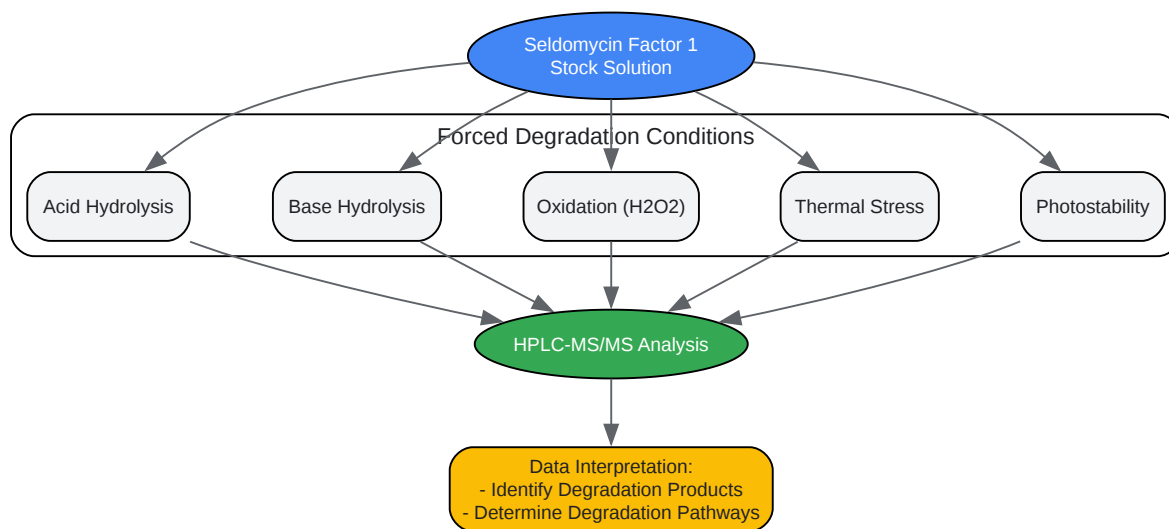 Seldomycin Factor 1
Stock Solution
Forced Degradation Conditions
Acid Hydrolysis
Base Hydrolysis
Oxidation (H2O2)
Thermal Stress
Photostability
HPLC-MS/MS Analysis
Data Interpretation:
- Identify Degradation Products
- Determine Degradation Pathways